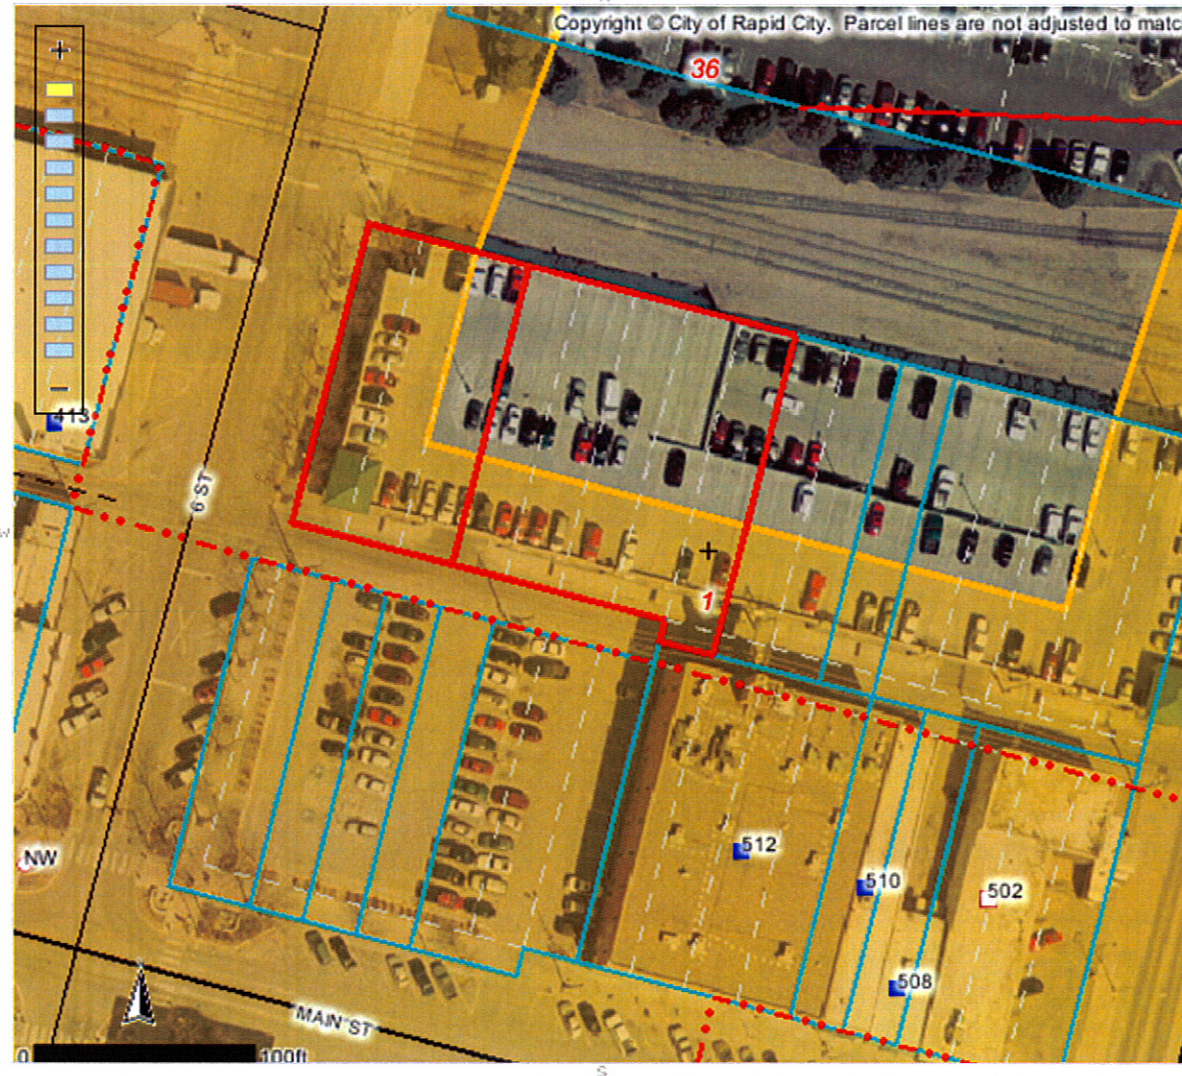 Copyright © City of Rapid City. Parcel lines are not adjusted to matc
36
+
−
413
6 ST
1
512
510
502
508
NW
MAIN ST
0 100ft
S